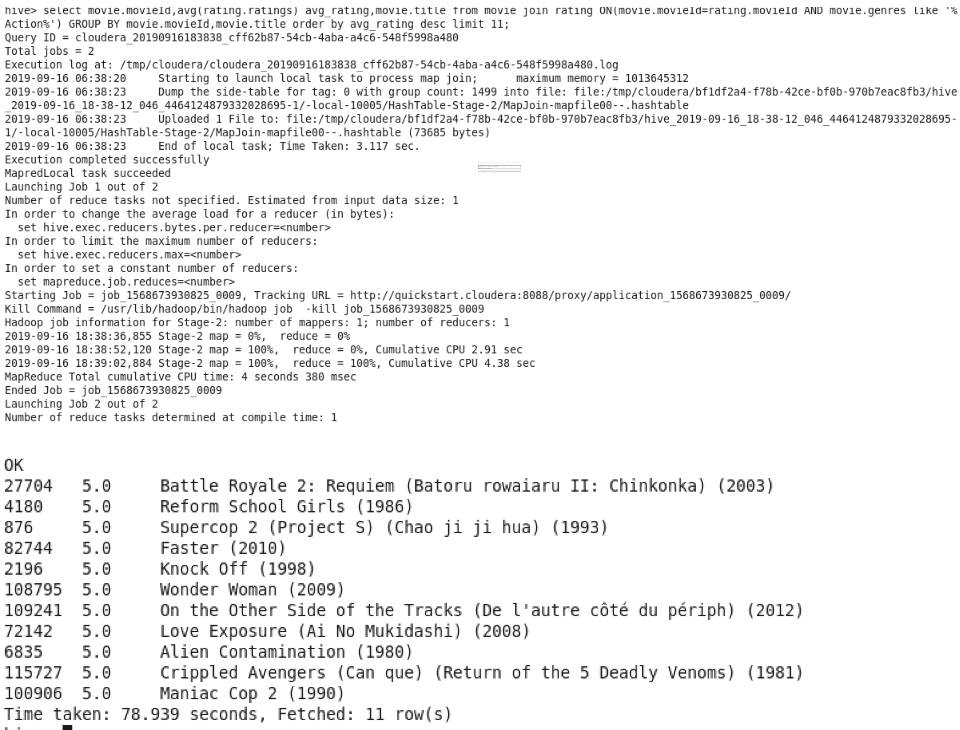 hive> select movie.movieId,avg(rating.ratings) avg_rating,movie.title from movie join rating ON(movie.movieId=rating.movieId AND movie.genres like '%
Action%') GROUP BY movie.movieId,movie.title order by avg_rating desc limit 11;
Query ID = cloudera_20190916183838_cff62b87-54cb-4aba-a4c6-548f5998a480
Total jobs = 2
Execution log at: /tmp/cloudera/cloudera_20190916183838_cff62b87-54cb-4aba-a4c6-548f5998a480.log
2019-09-16 06:38:20     Starting to launch local task to process map join;      maximum memory = 1013645312
2019-09-16 06:38:23     Dump the side-table for tag: 0 with group count: 1499 into file: file:/tmp/cloudera/bf1df2a4-f78b-42ce-bf0b-970b7eac8fb3/hive
_2019-09-16_18-38-12_046_4464124879332028695-1/-local-10005/HashTable-Stage-2/MapJoin-mapfile00--.hashtable
2019-09-16 06:38:23     Uploaded 1 File to: file:/tmp/cloudera/bf1df2a4-f78b-42ce-bf0b-970b7eac8fb3/hive_2019-09-16_18-38-12_046_4464124879332028695-
1/-local-10005/HashTable-Stage-2/MapJoin-mapfile00--.hashtable (73685 bytes)
2019-09-16 06:38:23     End of local task; Time Taken: 3.117 sec.
Execution completed successfully
MapredLocal task succeeded
Launching Job 1 out of 2
Number of reduce tasks not specified. Estimated from input data size: 1
In order to change the average load for a reducer (in bytes):
  set hive.exec.reducers.bytes.per.reducer=<number>
In order to limit the maximum number of reducers:
  set hive.exec.reducers.max=<number>
In order to set a constant number of reducers:
  set mapreduce.job.reduces=<number>
Starting Job = job_1568673930825_0009, Tracking URL = http://quickstart.cloudera:8088/proxy/application_1568673930825_0009/
Kill Command = /usr/lib/hadoop/bin/hadoop job  -kill job_1568673930825_0009
Hadoop job information for Stage-2: number of mappers: 1; number of reducers: 1
2019-09-16 18:38:36,855 Stage-2 map = 0%,  reduce = 0%
2019-09-16 18:38:52,120 Stage-2 map = 100%,  reduce = 0%, Cumulative CPU 2.91 sec
2019-09-16 18:39:02,884 Stage-2 map = 100%,  reduce = 100%, Cumulative CPU 4.38 sec
MapReduce Total cumulative CPU time: 4 seconds 380 msec
Ended Job = job_1568673930825_0009
Launching Job 2 out of 2
Number of reduce tasks determined at compile time: 1
OK
27704   5.0     Battle Royale 2: Requiem (Batoru rowaiaru II: Chinkonka) (2003)
4180    5.0     Reform School Girls (1986)
876     5.0     Supercop 2 (Project S) (Chao ji ji hua) (1993)
82744   5.0     Faster (2010)
2196    5.0     Knock Off (1998)
108795  5.0     Wonder Woman (2009)
109241  5.0     On the Other Side of the Tracks (De l'autre côté du périph) (2012)
72142   5.0     Love Exposure (Ai No Mukidashi) (2008)
6835    5.0     Alien Contamination (1980)
115727  5.0     Crippled Avengers (Can que) (Return of the 5 Deadly Venoms) (1981)
100906  5.0     Maniac Cop 2 (1990)
Time taken: 78.939 seconds, Fetched: 11 row(s)